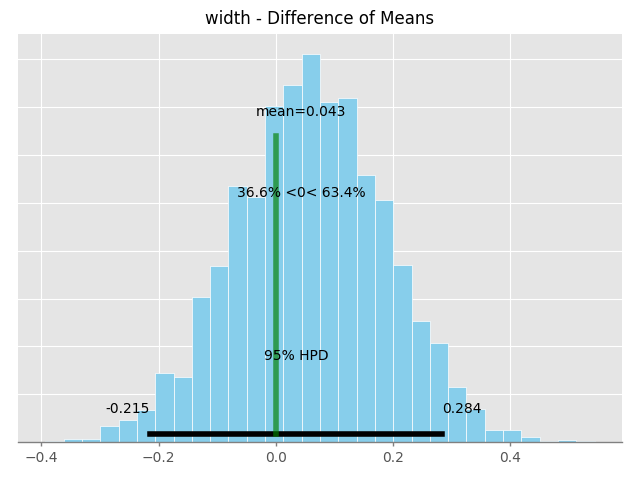 width - Difference of Means
mean=0.043
36.6% <0< 63.4%
95% HPD
-0.215
0.284
−0.4
−0.2
0.0
0.2
0.4